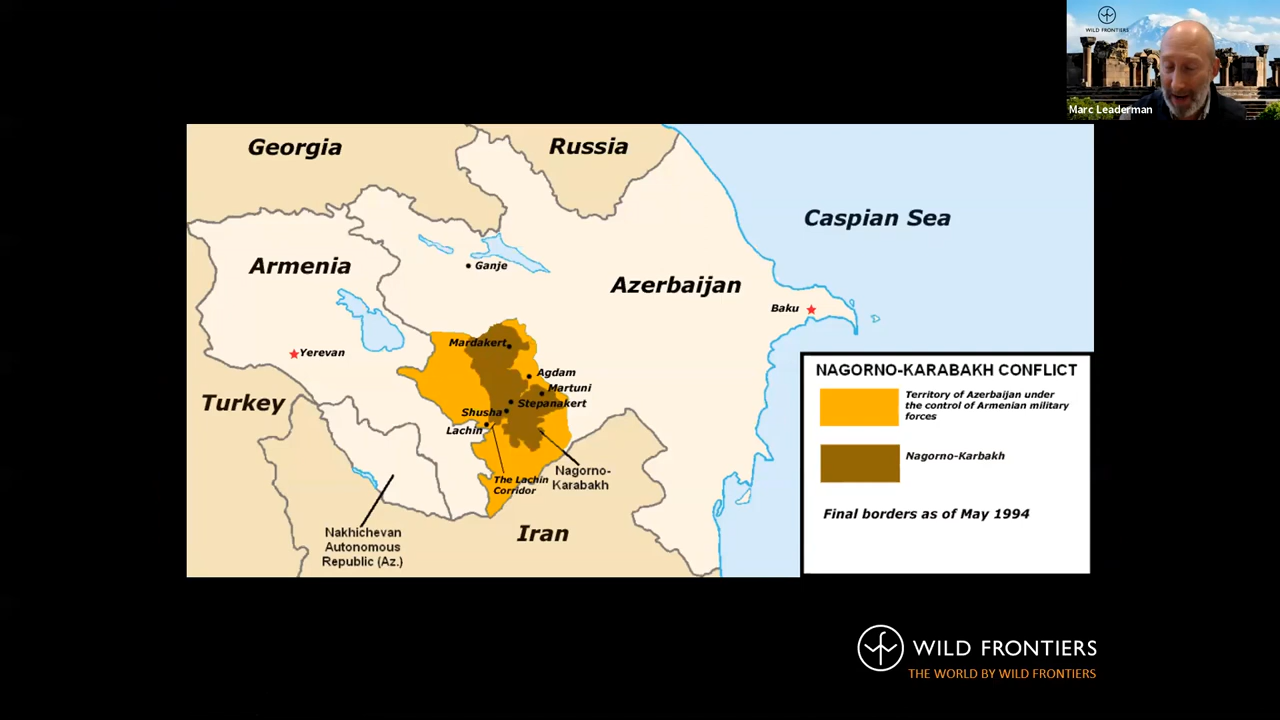 WILD FRONTIERS
Marc Leaderman
Georgia
Russia
Caspian Sea
Armenia
Ganje
Azerbaijan
Baku
Mardakert
Yerevan
Agdam
Martuni
Turkey
Stepanakert
Shusha
Lachin
Nagorno-
Karabakh
The Lachin
Corridor
Nakhichevan
Autonomous
Republic (Az.)
Iran
NAGORNO-KARABAKH CONFLICT
Territory of Azerbaijan under
the control of Armenian military
forces
Nagorno-Karbakh
Final borders as of May 1994
WILD FRONTIERS
THE WORLD BY WILD FRONTIERS